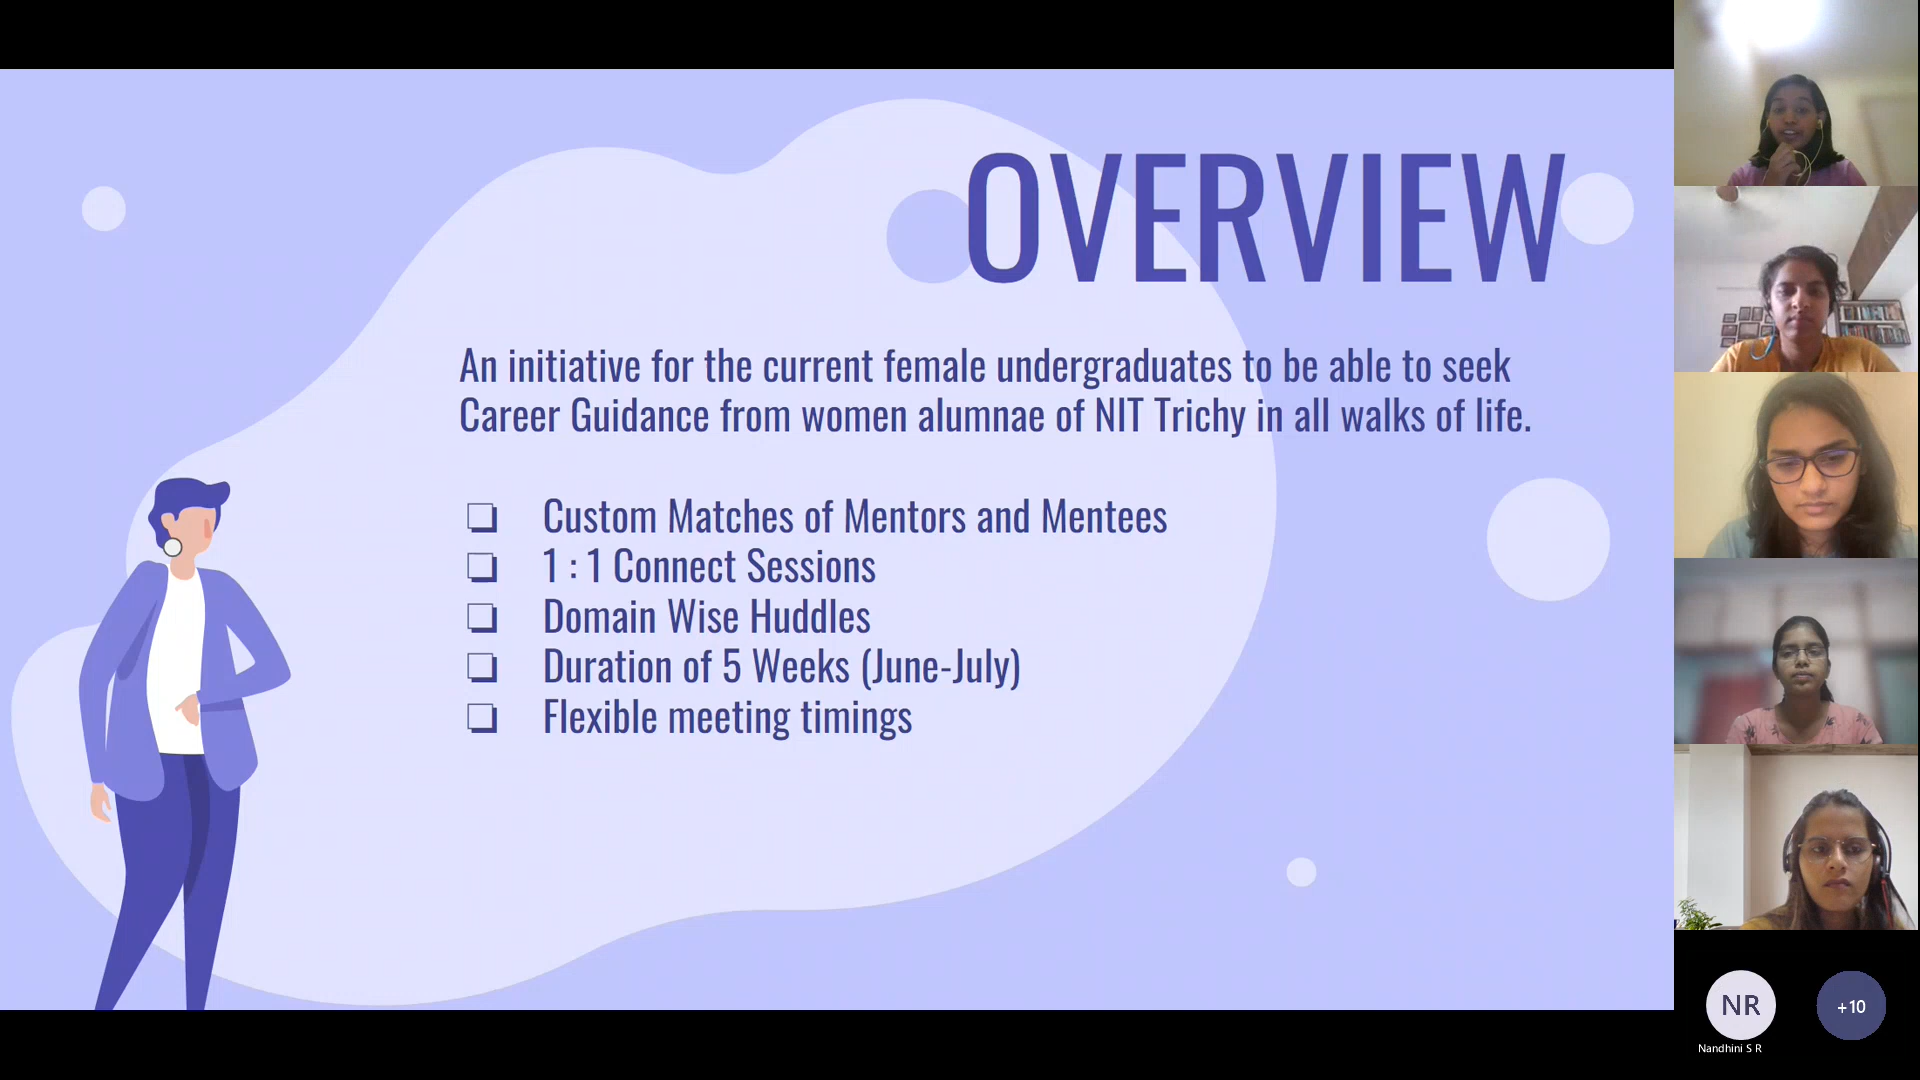 OVERVIEW
An initiative for the current female undergraduates to be able to seek
Career Guidance from women alumnae of NIT Trichy in all walks of life.
❏ Custom Matches of Mentors and Mentees
❏ 1 : 1 Connect Sessions
❏ Domain Wise Huddles
❏ Duration of 5 Weeks (June-July)
❏ Flexible meeting timings
NR
+10
Nandhini S R